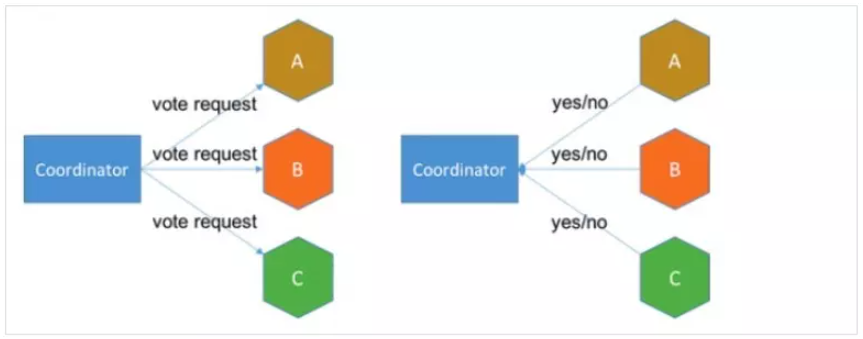 A
vote request
Coordinator
vote request
B
vote request
C
A
yes/no
Coordinator
yes/no
B
yes/no
C